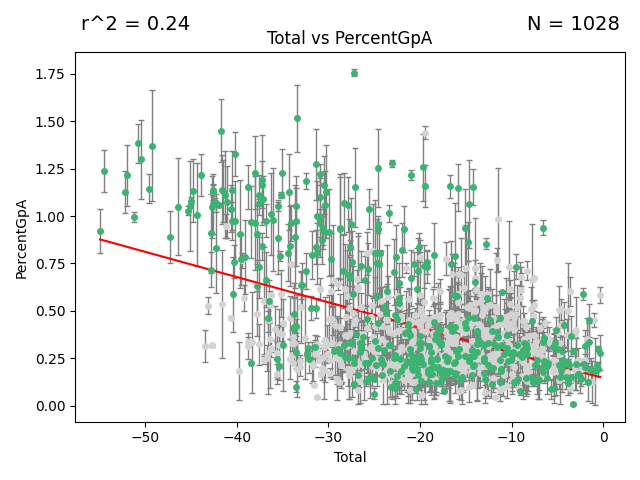 r^2 = 0.24
N = 1028
Total vs PercentGpA
PercentGpA
1.75
1.50
1.25
1.00
0.75
0.50
0.25
0.00
−50
−40
−30
−20
−10
0
Total